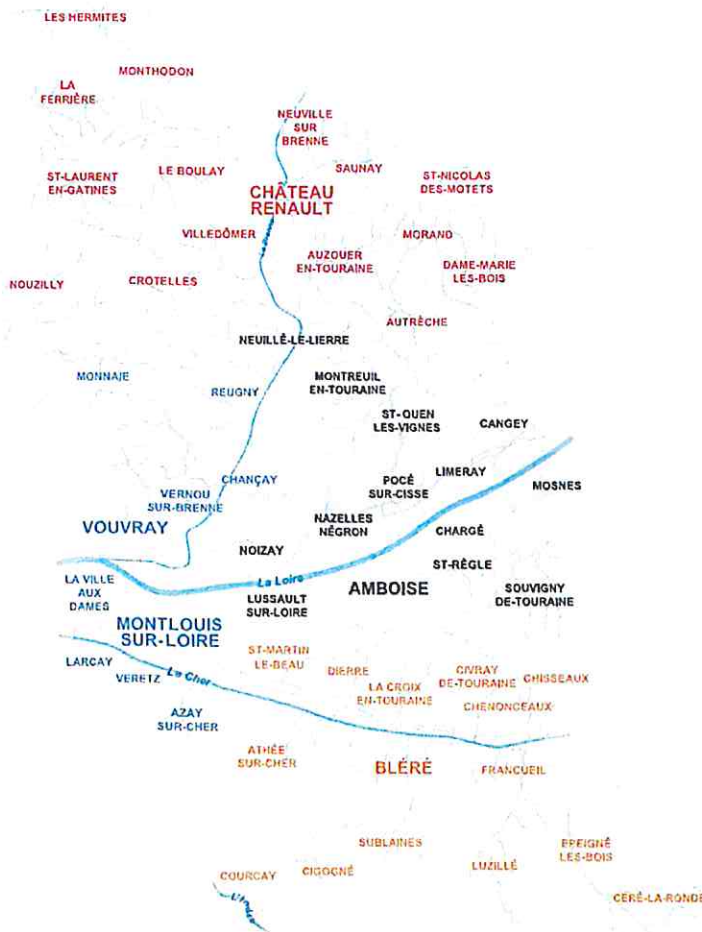 LES HERMITES
MONTHODON
LA
FERRIÈRE
NEUVILLE
SUR
BRENNE
ST-LAURENT
EN-GATINES
LE BOULAY
SAUNAY
ST-NICOLAS
DES-MOTETS
CHÂTEAU
RENAULT
VILLEDÔMER
MORAND
AUZOUER
EN-TOURAINE
DAME-MARIE
LES-BOIS
NOUZILLY
CROTELLES
AUTRÈCHE
NEUILLÉ-LE-LIERRE
MONNAIE
REUGNY
MONTREUIL
EN-TOURAINE
ST-OUEN
LES-VIGNES
CANGEY
CHANÇAY
VERNOU
SUR-BRENNE
POCÉ
SUR-CISSE
LIMERAY
MOSNES
VOUVRAY
NAZELLES
NÉGRON
CHARGÉ
NOIZAY
ST-RÈGLE
LA VILLE
AUX
DAMES
La Loire
AMBOISE
SOUVIGNY
DE-TOURAINE
LUSSAULT
SUR-LOIRE
MONTLOUIS
SUR-LOIRE
ST-MARTIN
LE-BEAU
LARCAY
VERETZ
Le Cher
DIERRE
CIVRAY
DE-TOURAINE
CHISSEAUX
LA CROIX
EN-TOURAINE
CHENONCEAUX
AZAY
SUR-CHER
ATHÉE
SUR-CHER
BLÉRÉ
FRANCUEIL
SUBLAINES
EPEIGNÉ
LES-BOIS
COURCAY
CIGOGNÉ
LUZILLÉ
L'Indre
CÉRÉ-LA-RONDE